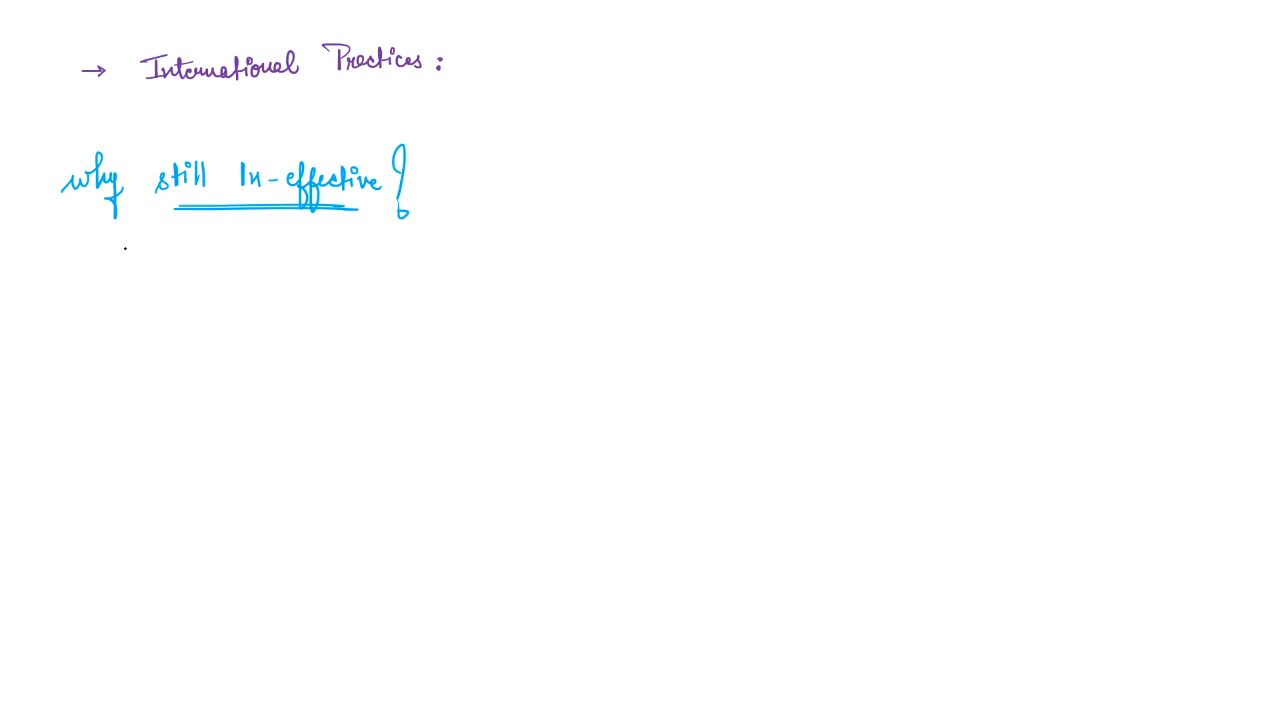 → International Practices :
why still In-effective ?